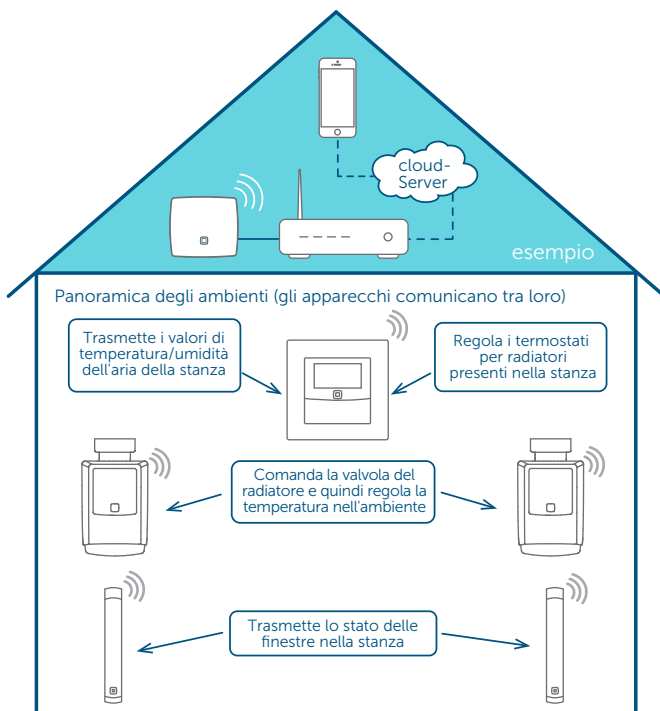 cloud-
Server
esempio
Panoramica degli ambienti (gli apparecchi comunicano tra loro)
Trasmette i valori di
temperatura/umidità
dell'aria della stanza
Regola i termostati
per radiatori
presenti nella stanza
Comanda la valvola del
radiatore e quindi regola la
temperatura nell'ambiente
Trasmette lo stato delle
finestre nella stanza